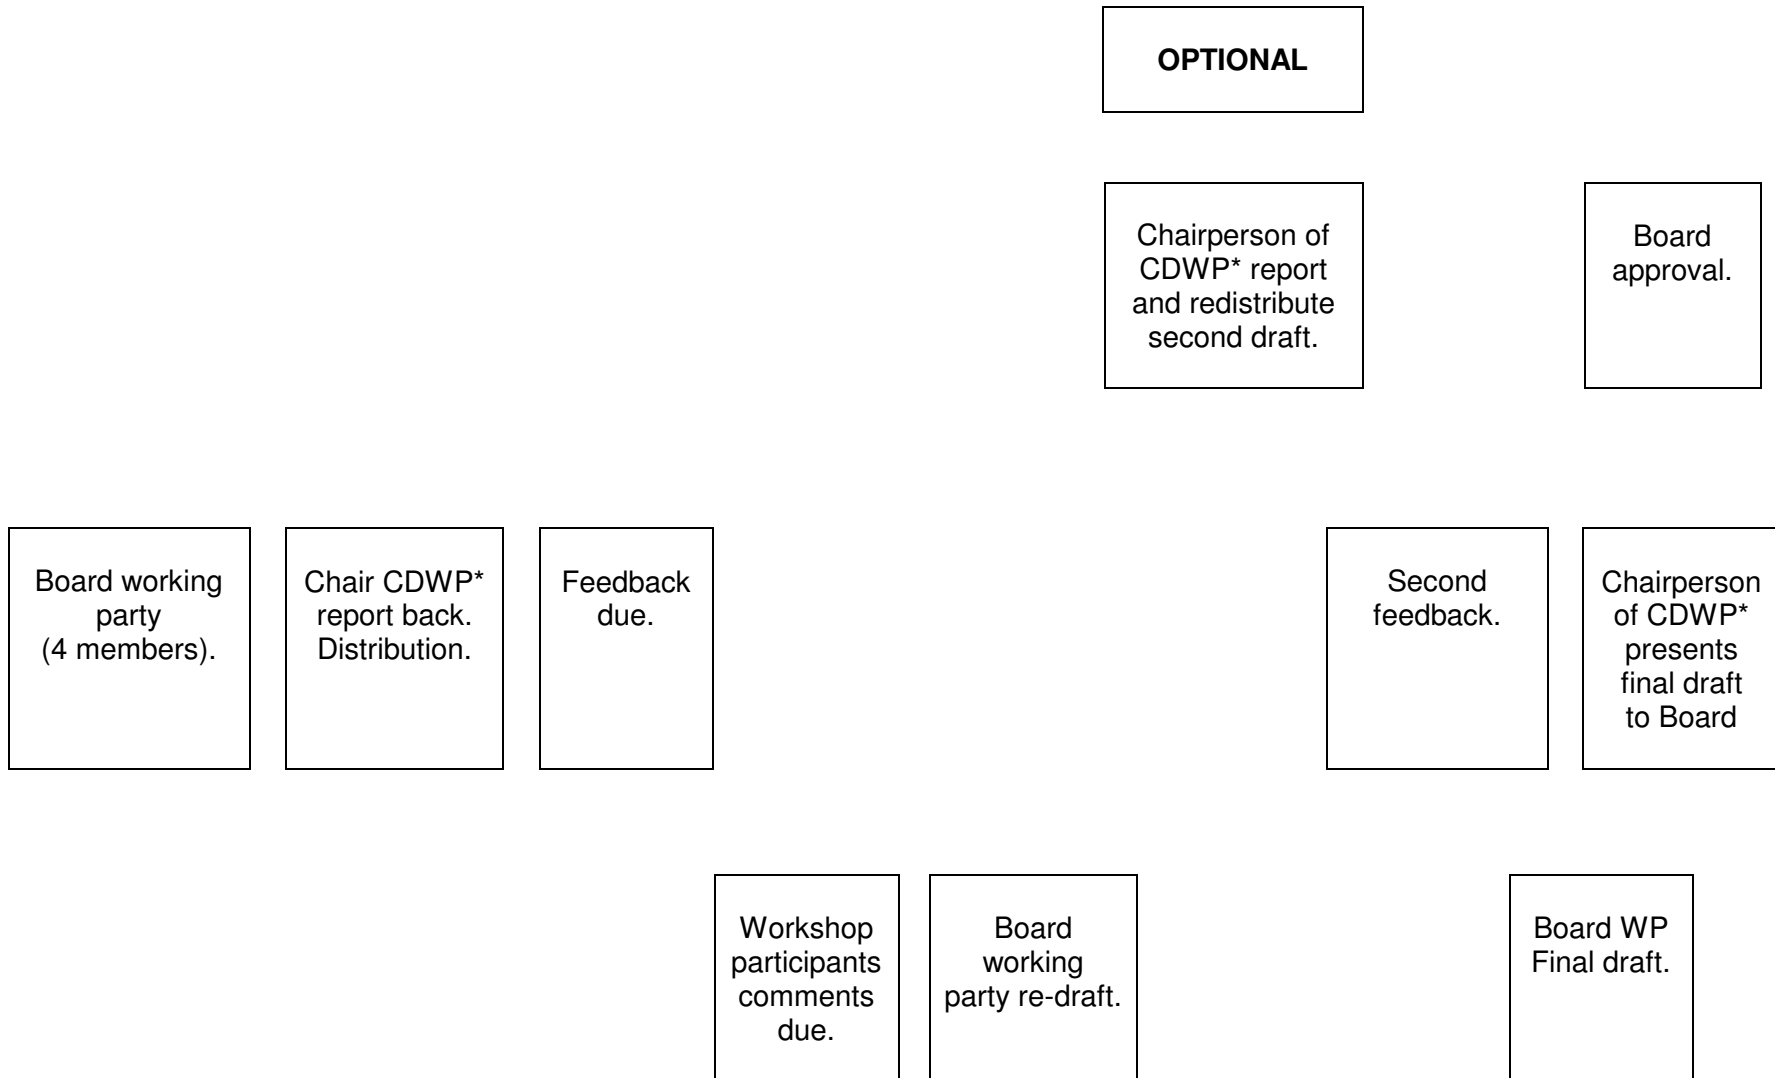 OPTIONAL
Chairperson of
CDWP* report
and redistribute
second draft.
Board
approval.
Board working
party
(4 members).
Chair CDWP*
report back.
Distribution.
Feedback
due.
Second
feedback.
Chairperson
of CDWP*
presents
final draft
to Board
Workshop
participants
comments
due.
Board
working
party re-draft.
Board WP
Final draft.